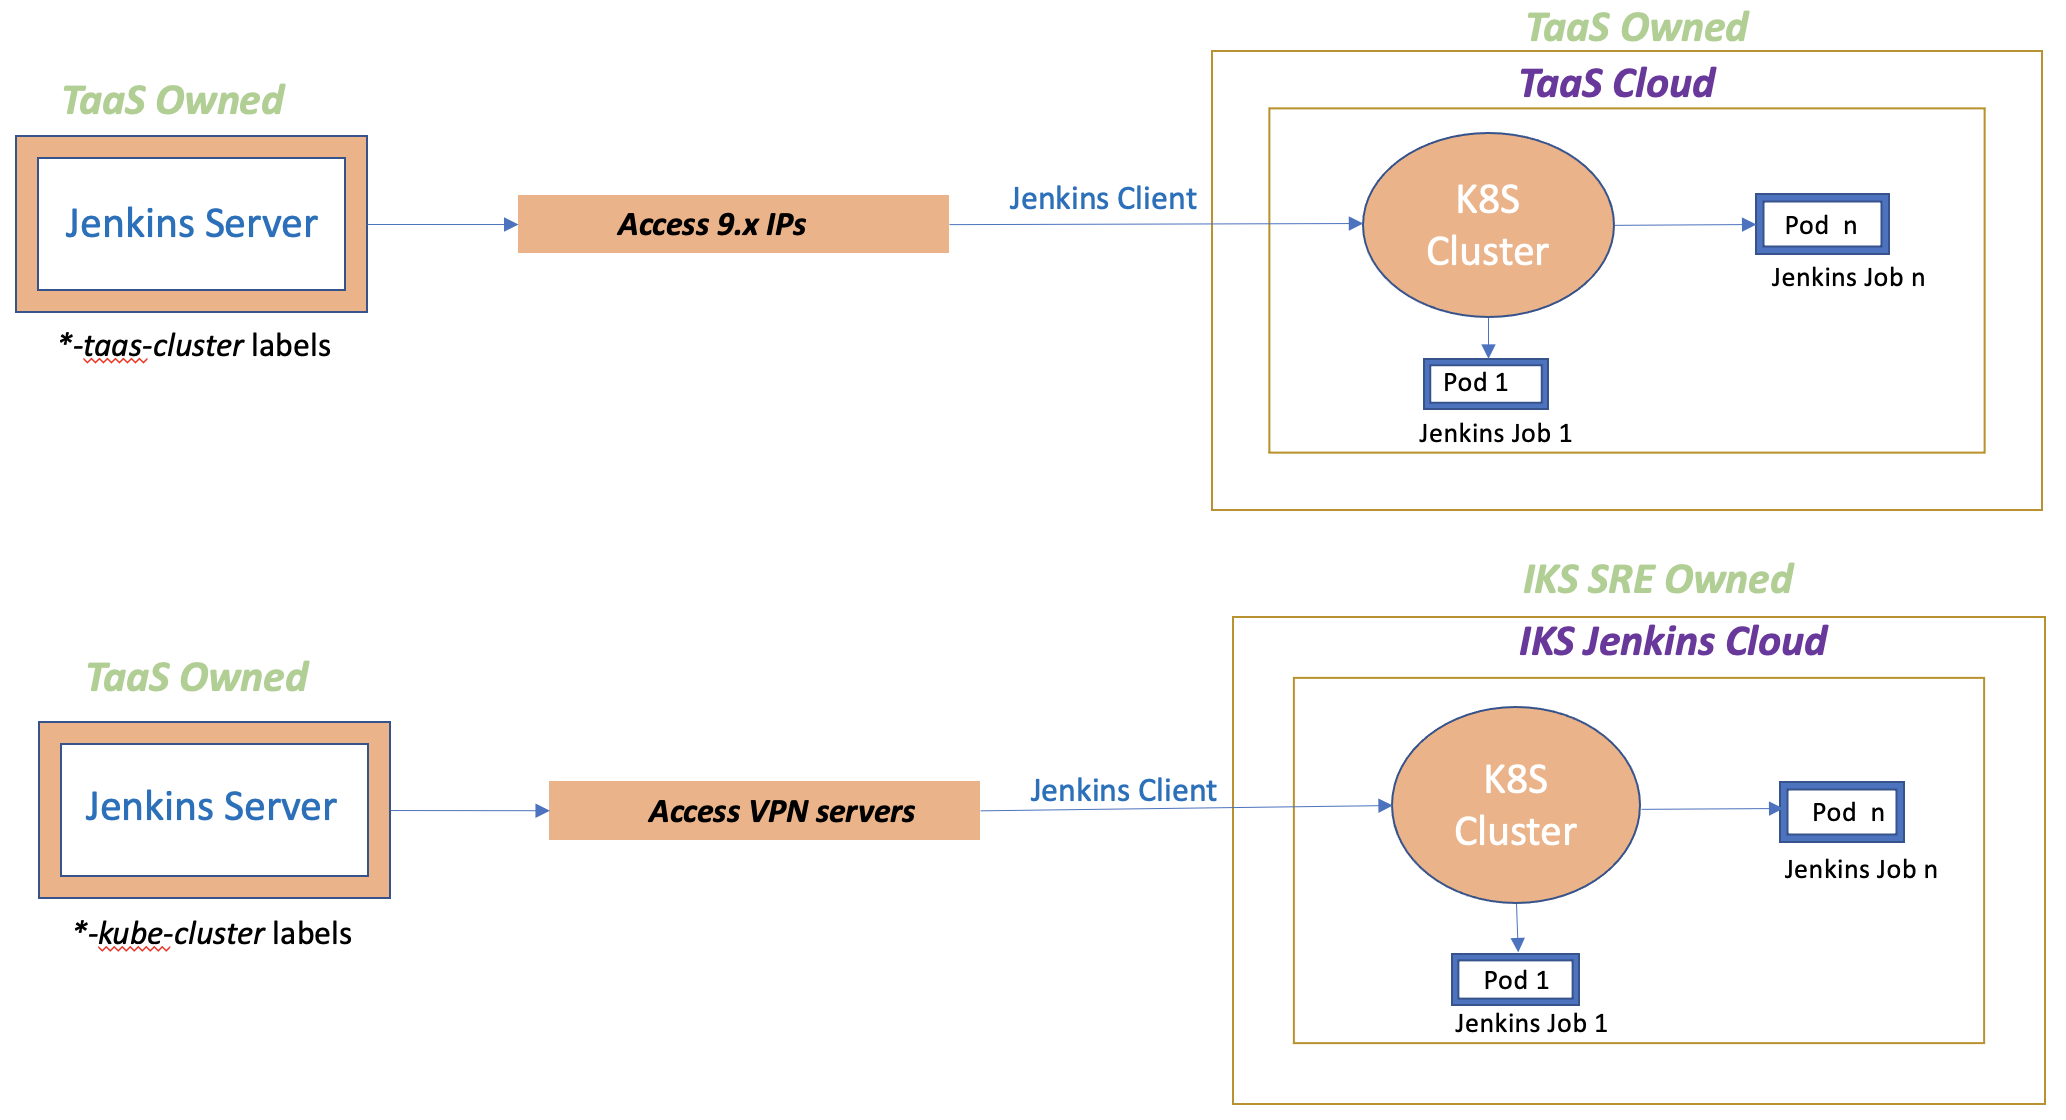 TaaS Owned
TaaS Cloud
TaaS Owned
Jenkins Server
*-taas-cluster labels
Access 9.x IPs
Jenkins Client
K8S
Cluster
Pod n
Jenkins Job n
Pod 1
Jenkins Job 1
IKS SRE Owned
IKS Jenkins Cloud
TaaS Owned
Jenkins Server
*-kube-cluster labels
Access VPN servers
Jenkins Client
K8S
Cluster
Pod n
Jenkins Job n
Pod 1
Jenkins Job 1